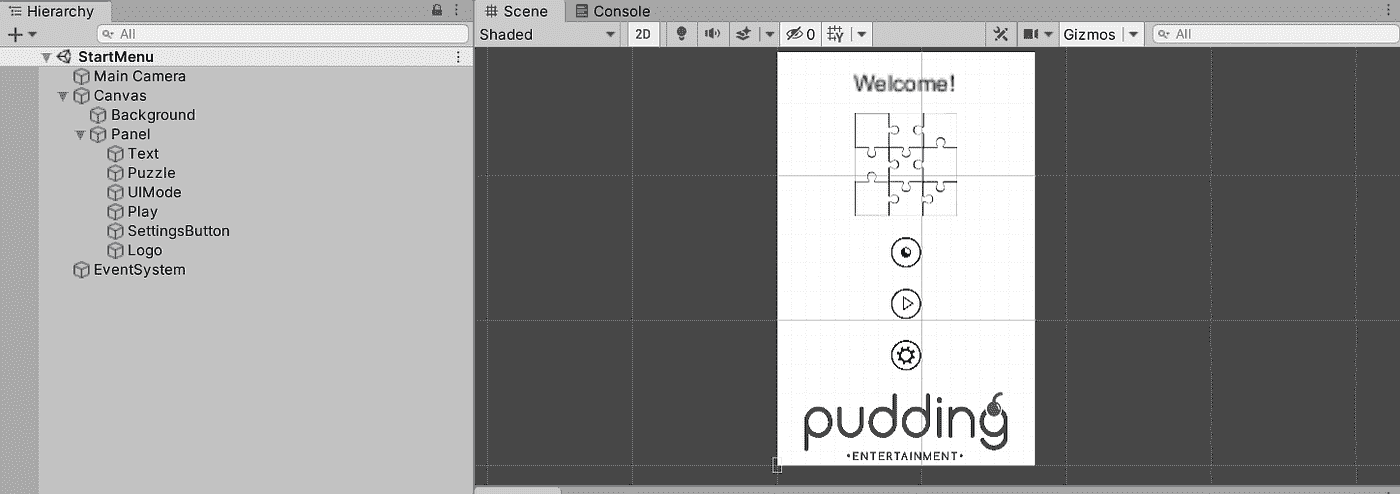 Hierarchy
All
StartMenu
Main Camera
Canvas
Background
Panel
Text
Puzzle
UIMode
Play
SettingsButton
Logo
EventSystem
Scene
Console
Shaded
2D
0
Gizmos
All
Welcome!
pudding
•ENTERTAINMENT•